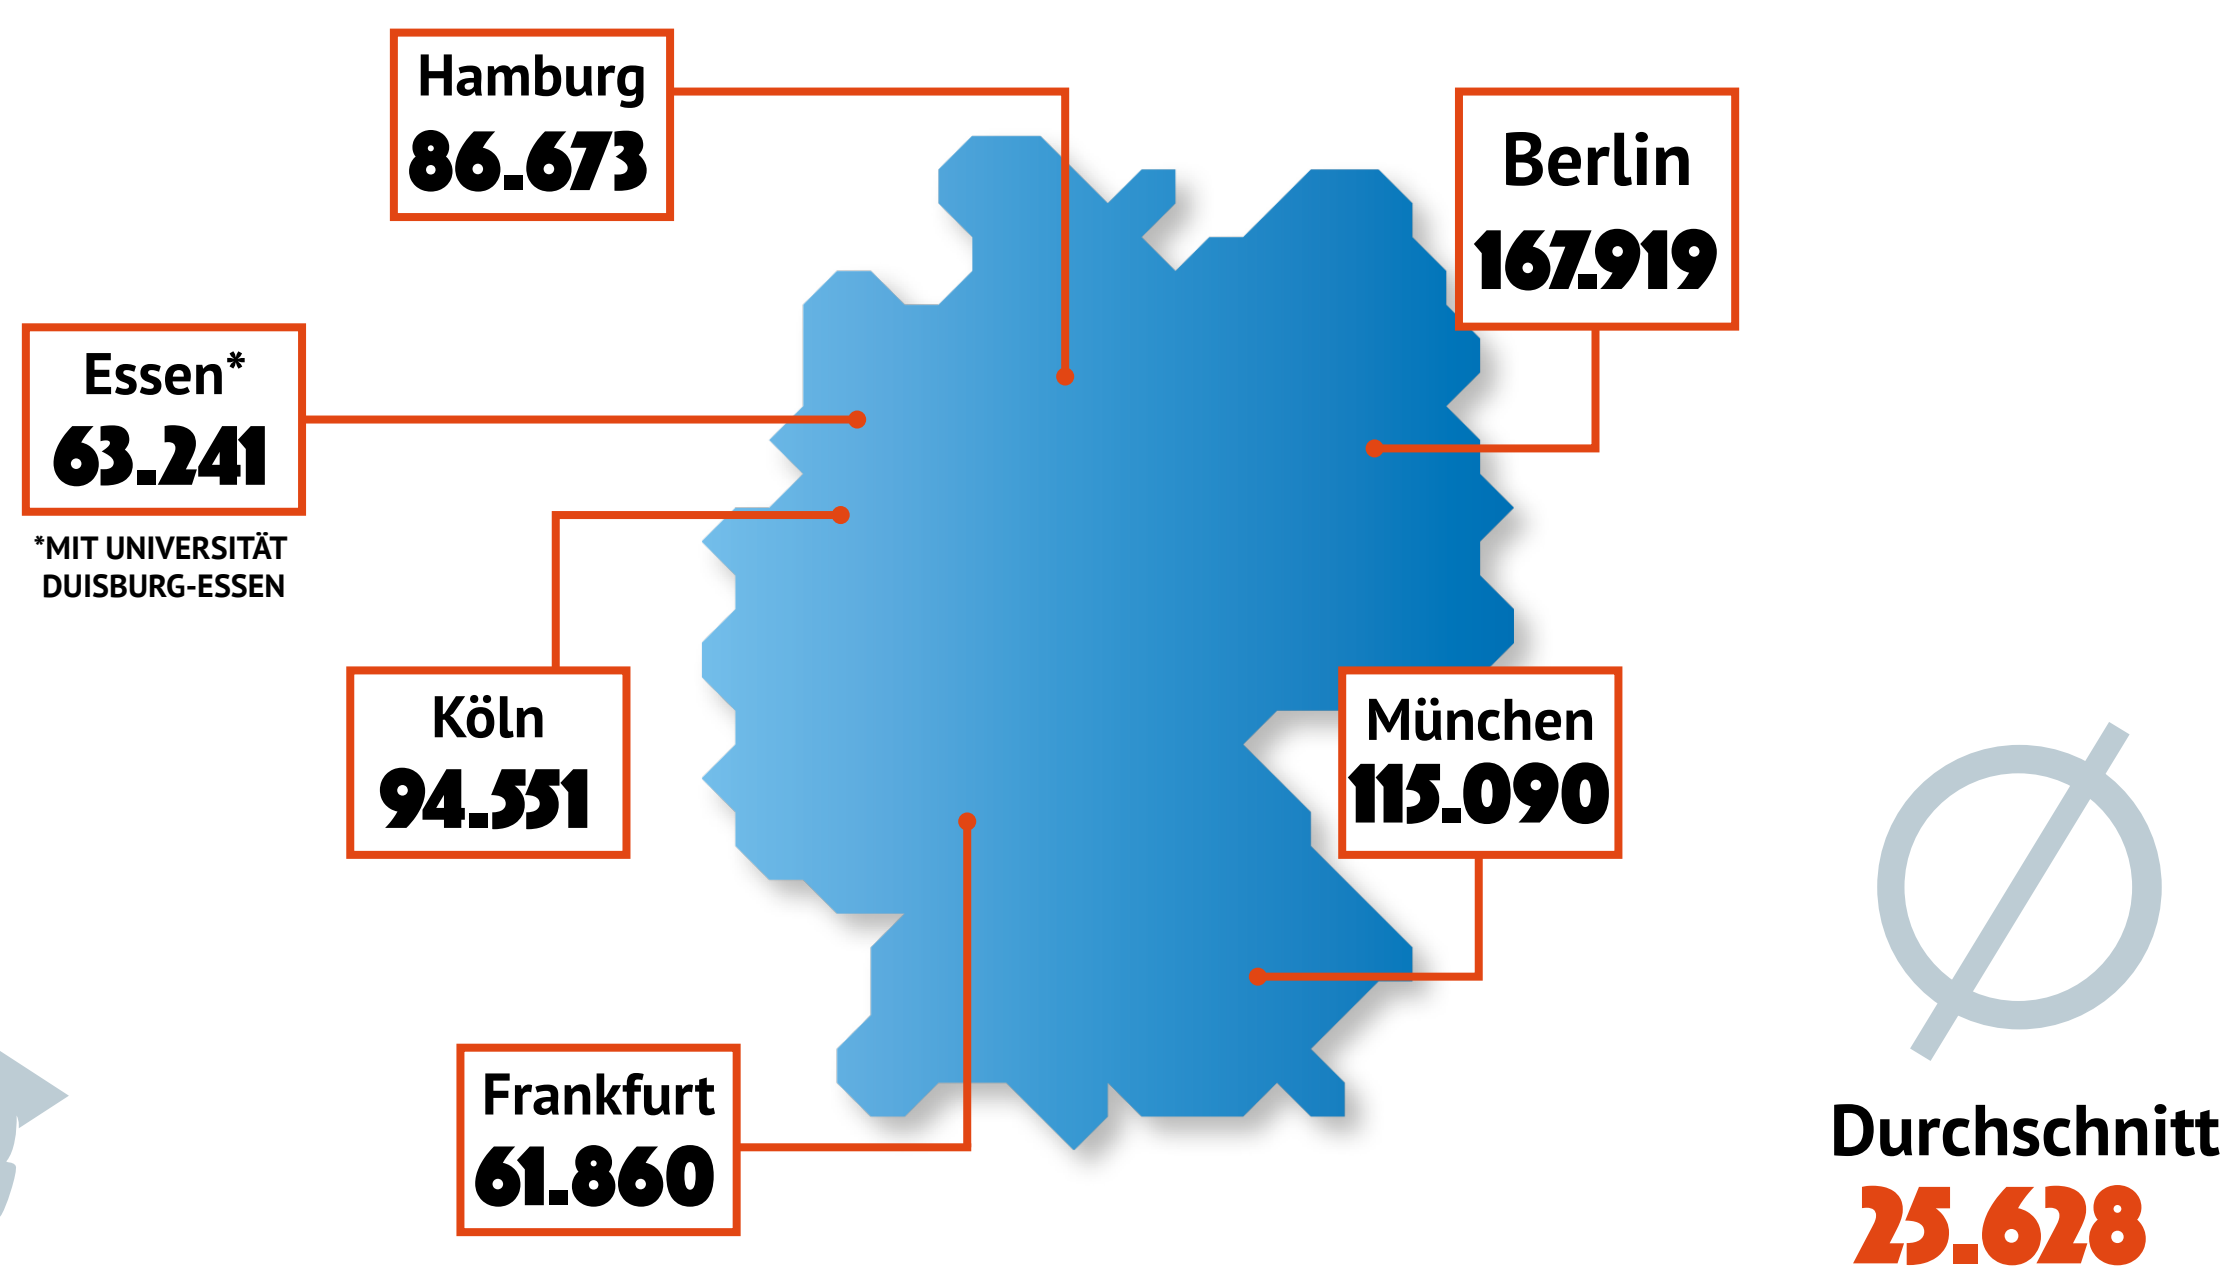 Hamburg
86.673
Berlin
167.919
Essen*
63.241
*MIT UNIVERSITÄT
DUISBURG-ESSEN
Köln
94.551
München
115.090
Frankfurt
61.860
Ø
Durchschnitt
25.628